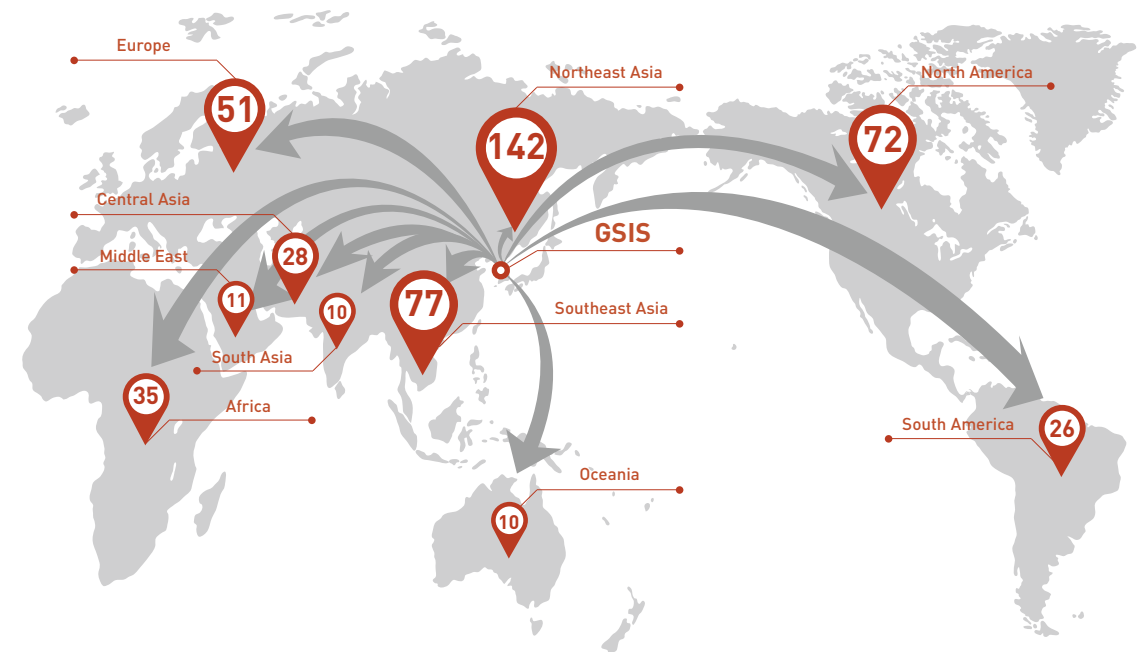 Europe
51
Northeast Asia
142
North America
72
Central Asia
28
GSIS
Middle East
11
10
77
Southeast Asia
South Asia
35
Africa
South America
26
Oceania
10